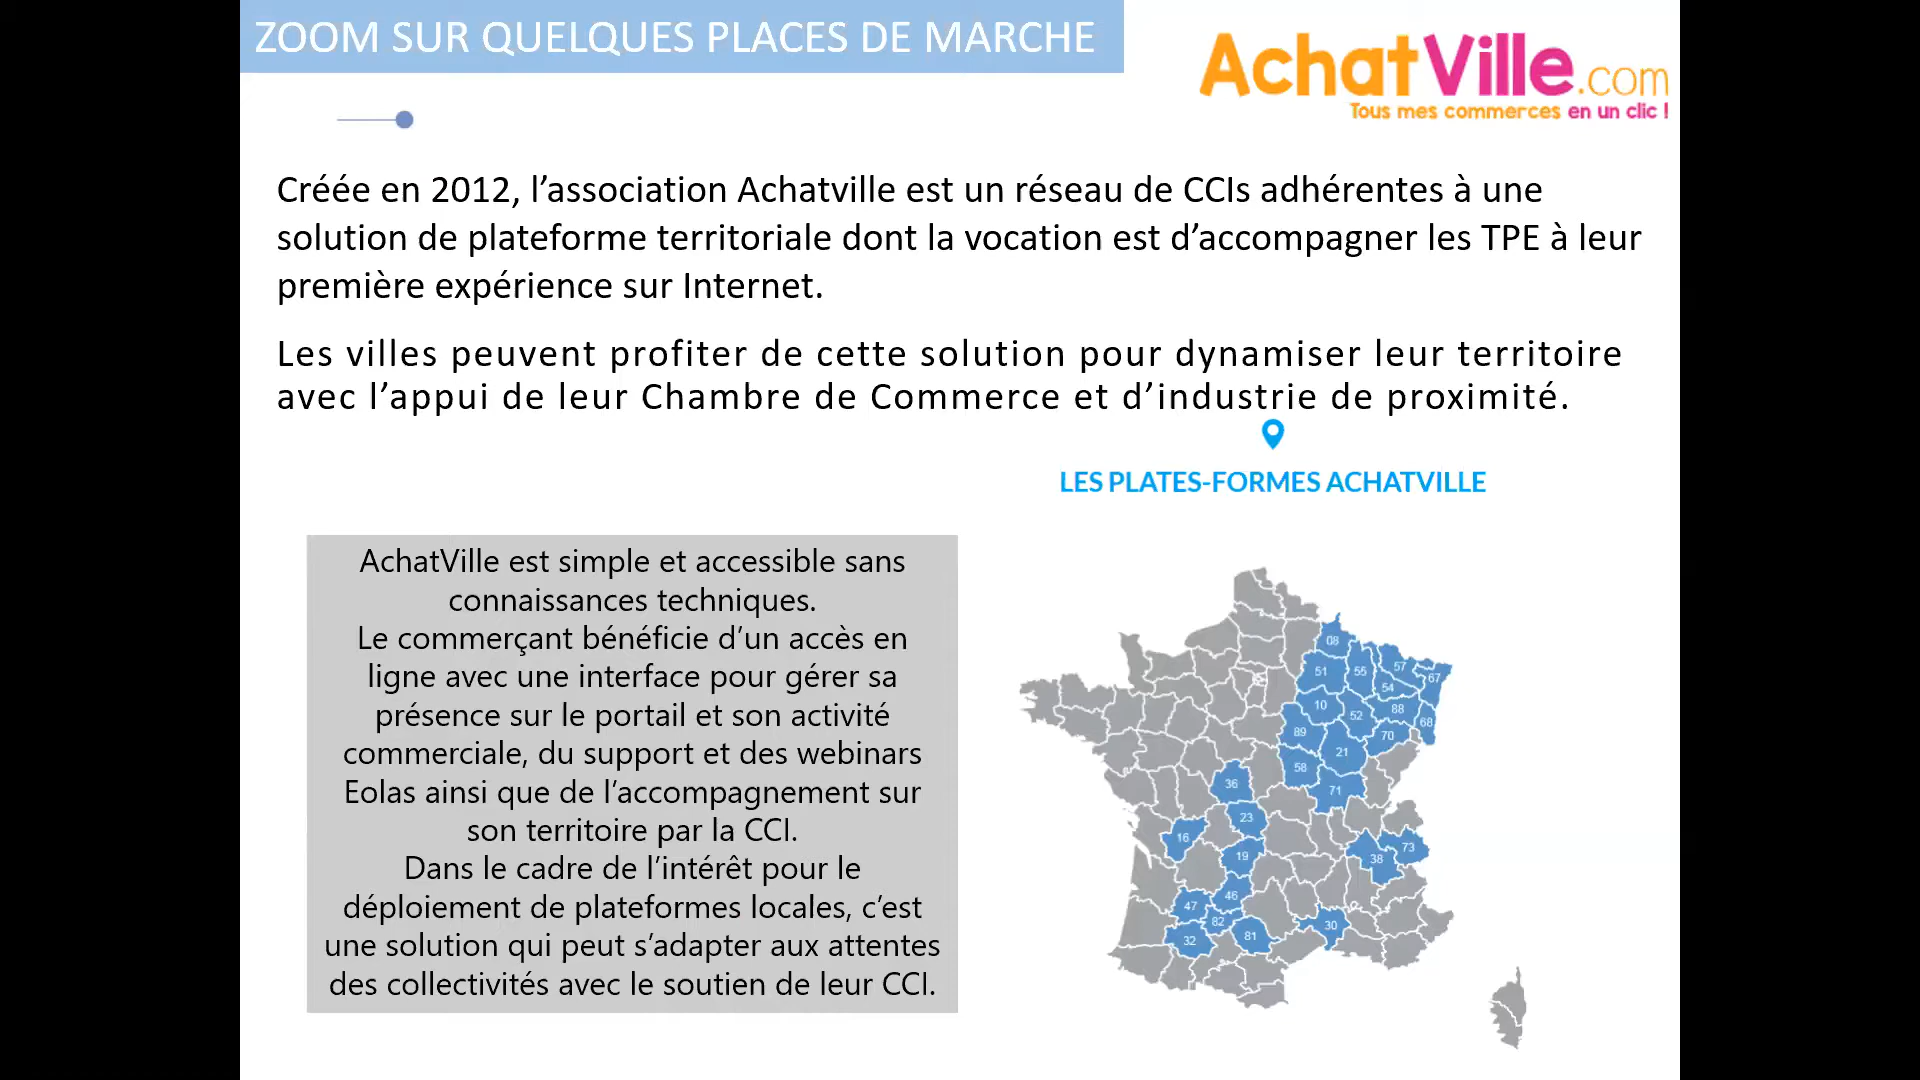 ZOOM SUR QUELQUES PLACES DE MARCHE
AchatVille.com
Tous mes commerces en un clic !
Créée en 2012, l’association Achatville est un réseau de CCIs adhérentes à une
solution de plateforme territoriale dont la vocation est d’accompagner les TPE à leur
première expérience sur Internet.
Les villes peuvent profiter de cette solution pour dynamiser leur territoire
avec l’appui de leur Chambre de Commerce et d’industrie de proximité.
LES PLATES-FORMES ACHATVILLE
AchatVille est simple et accessible sans
connaissances techniques.
Le commerçant bénéficie d’un accès en
ligne avec une interface pour gérer sa
présence sur le portail et son activité
commerciale, du support et des webinars
Eolas ainsi que de l’accompagnement sur
son territoire par la CCI.
Dans le cadre de l’intérêt pour le
déploiement de plateformes locales, c’est
une solution qui peut s’adapter aux attentes
des collectivités avec le soutien de leur CCI.
08
51 55 57 67
54
10 52 88 68
89 21 70
58
36 71
23
16 19 38 73
46
47
82
32 81 30